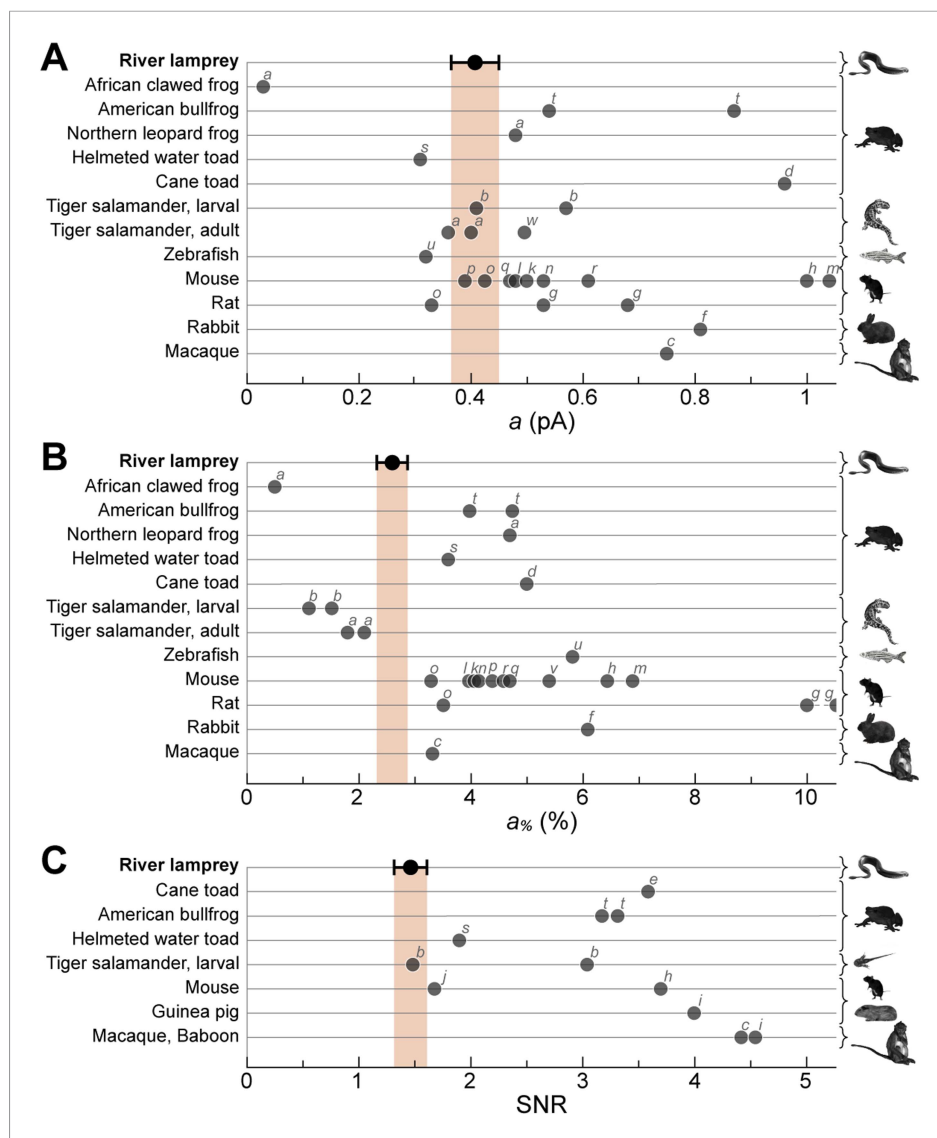 A
River lamprey
African clawed frog a
American bullfrog t t
Northern leopard frog a
Helmeted water toad s
Cane toad d
Tiger salamander, larval b b
Tiger salamander, adult a a w
Zebrafish u
Mouse p o q l k n r h m
Rat o g g
Rabbit f
Macaque c
0 0.2 0.4 0.6 0.8 1
a (pA)
B
River lamprey
African clawed frog a
American bullfrog t t
Northern leopard frog a
Helmeted water toad s
Cane toad d
Tiger salamander, larval b b
Tiger salamander, adult a a
Zebrafish u
Mouse o l k n p r q v h m
Rat o g g
Rabbit f
Macaque c
0 2 4 6 8 10
a% (%)
C
River lamprey
Cane toad e
American bullfrog t t
Helmeted water toad s
Tiger salamander, larval b b
Mouse j h
Guinea pig i
Macaque, Baboon c i
0 1 2 3 4 5
SNR